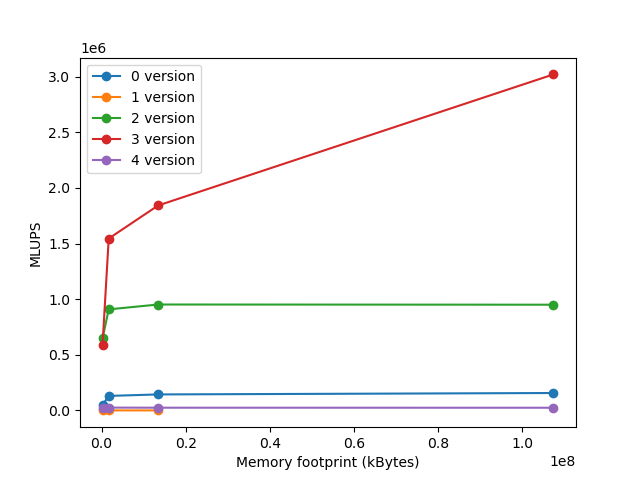 1e6
3.0
2.5
2.0
1.5
1.0
0.5
0.0
MLUPS
0 version
1 version
2 version
3 version
4 version
0.0 0.2 0.4 0.6 0.8 1.0
Memory footprint (kBytes)
1e8